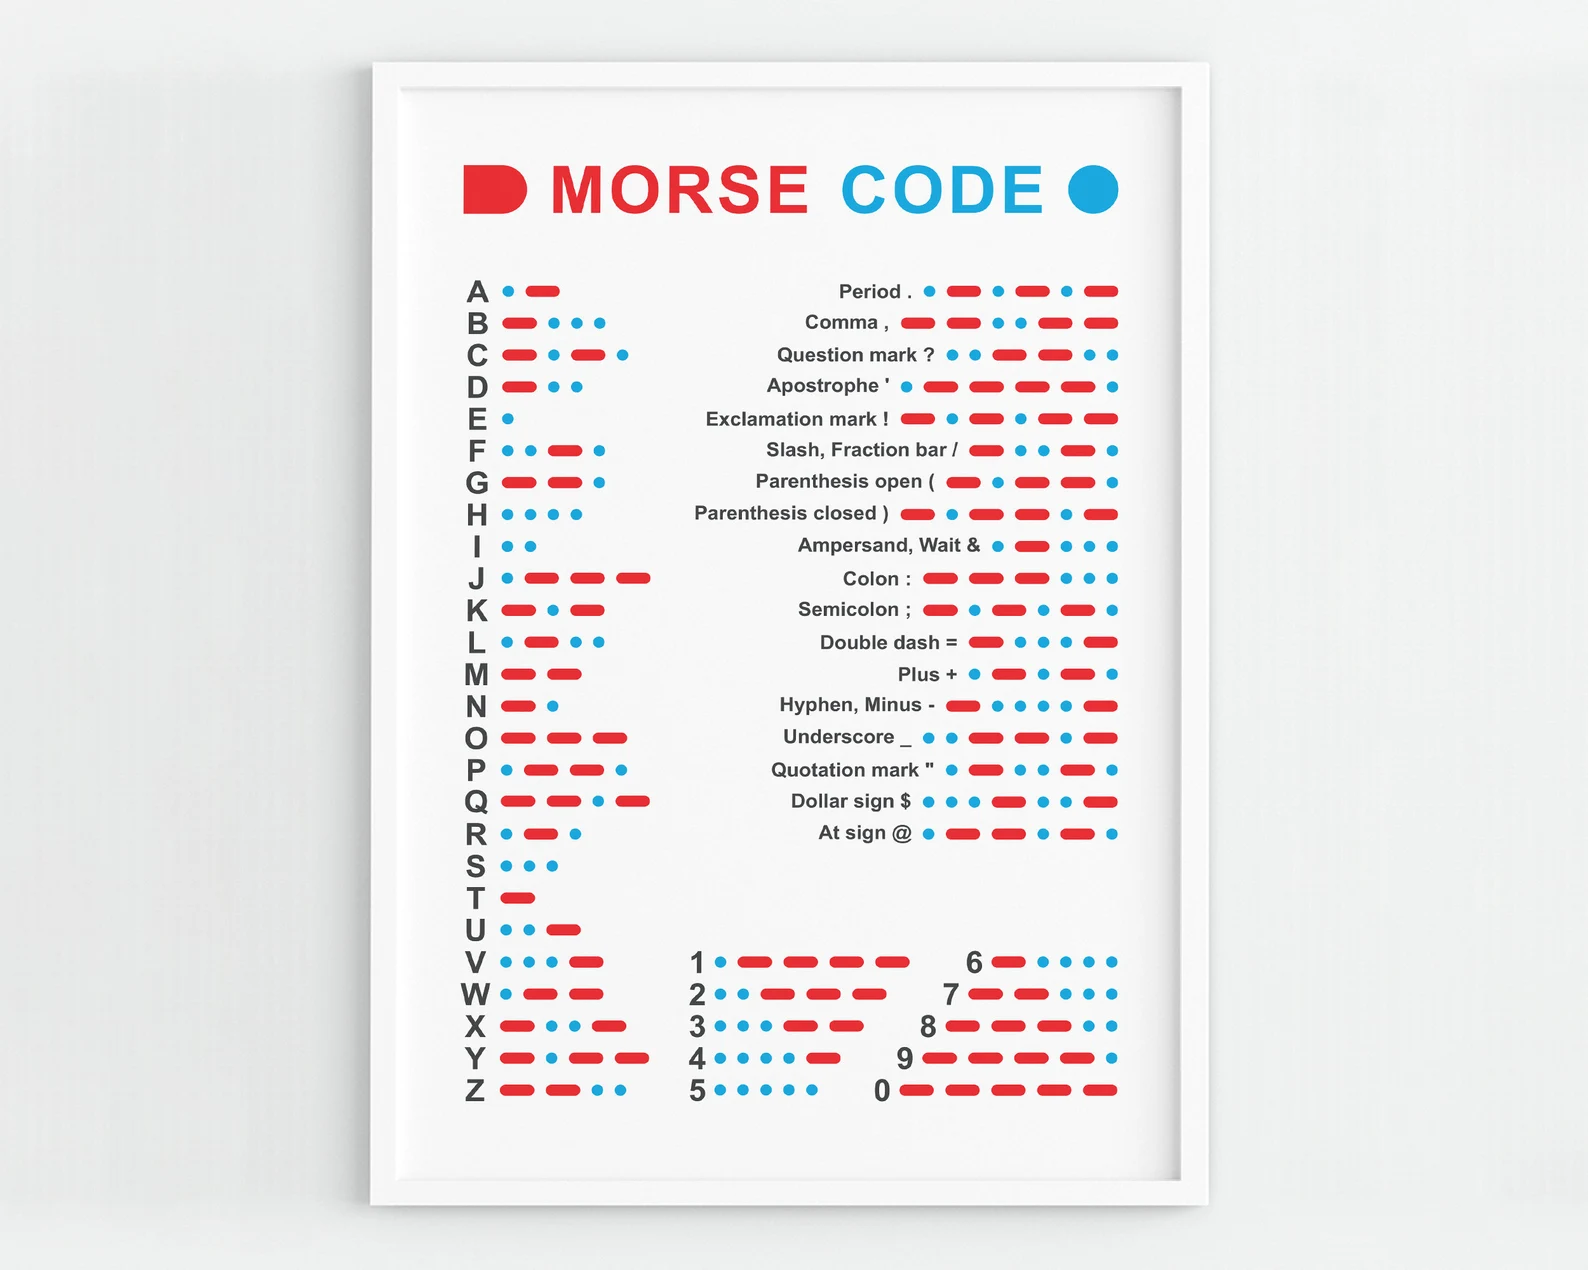 MORSE CODE
A • —
B — • • •
C — • — •
D — • •
E •
F • • — •
G — — •
H • • • •
I • •
J • — — —
K — • —
L • — • •
M — —
N — •
O — — —
P • — — •
Q — — • —
R • — •
S • • •
T —
U • • —
V • • • —
W • — —
X — • • —
Y — • — —
Z — — • •
Period . • — • — • —
Comma , — — • • — —
Question mark ? • • — — • •
Apostrophe ' • — — — — •
Exclamation mark ! — • — • — —
Slash, Fraction bar / — • • — •
Parenthesis open ( — • — — •
Parenthesis closed ) — • — — • —
Ampersand, Wait & • — • • •
Colon : — — — • • •
Semicolon ; — • — • — •
Double dash = — • • • —
Plus + • — • — •
Hyphen, Minus - — • • • • —
Underscore _ • • — — • —
Quotation mark " • — • • — •
Dollar sign $ • • • — • • —
At sign @ • — — • — •
1 • — — — —
2 • • — — —
3 • • • — —
4 • • • • —
5 • • • • •
6 — • • • •
7 — — • • •
8 — — — • •
9 — — — — •
0 — — — — —